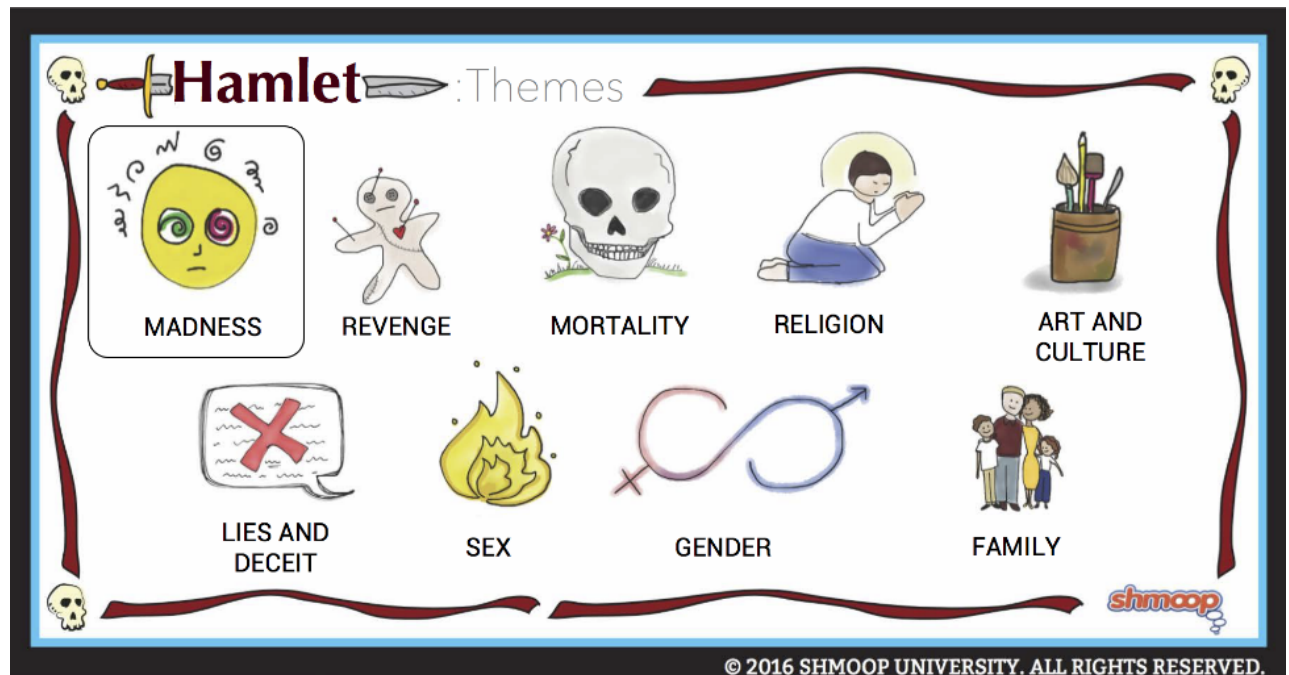 Hamlet :Themes
MADNESS
REVENGE
MORTALITY
RELIGION
ART AND
CULTURE
LIES AND
DECEIT
SEX
GENDER
FAMILY
shmoop
© 2016 SHMOOP UNIVERSITY. ALL RIGHTS RESERVED.